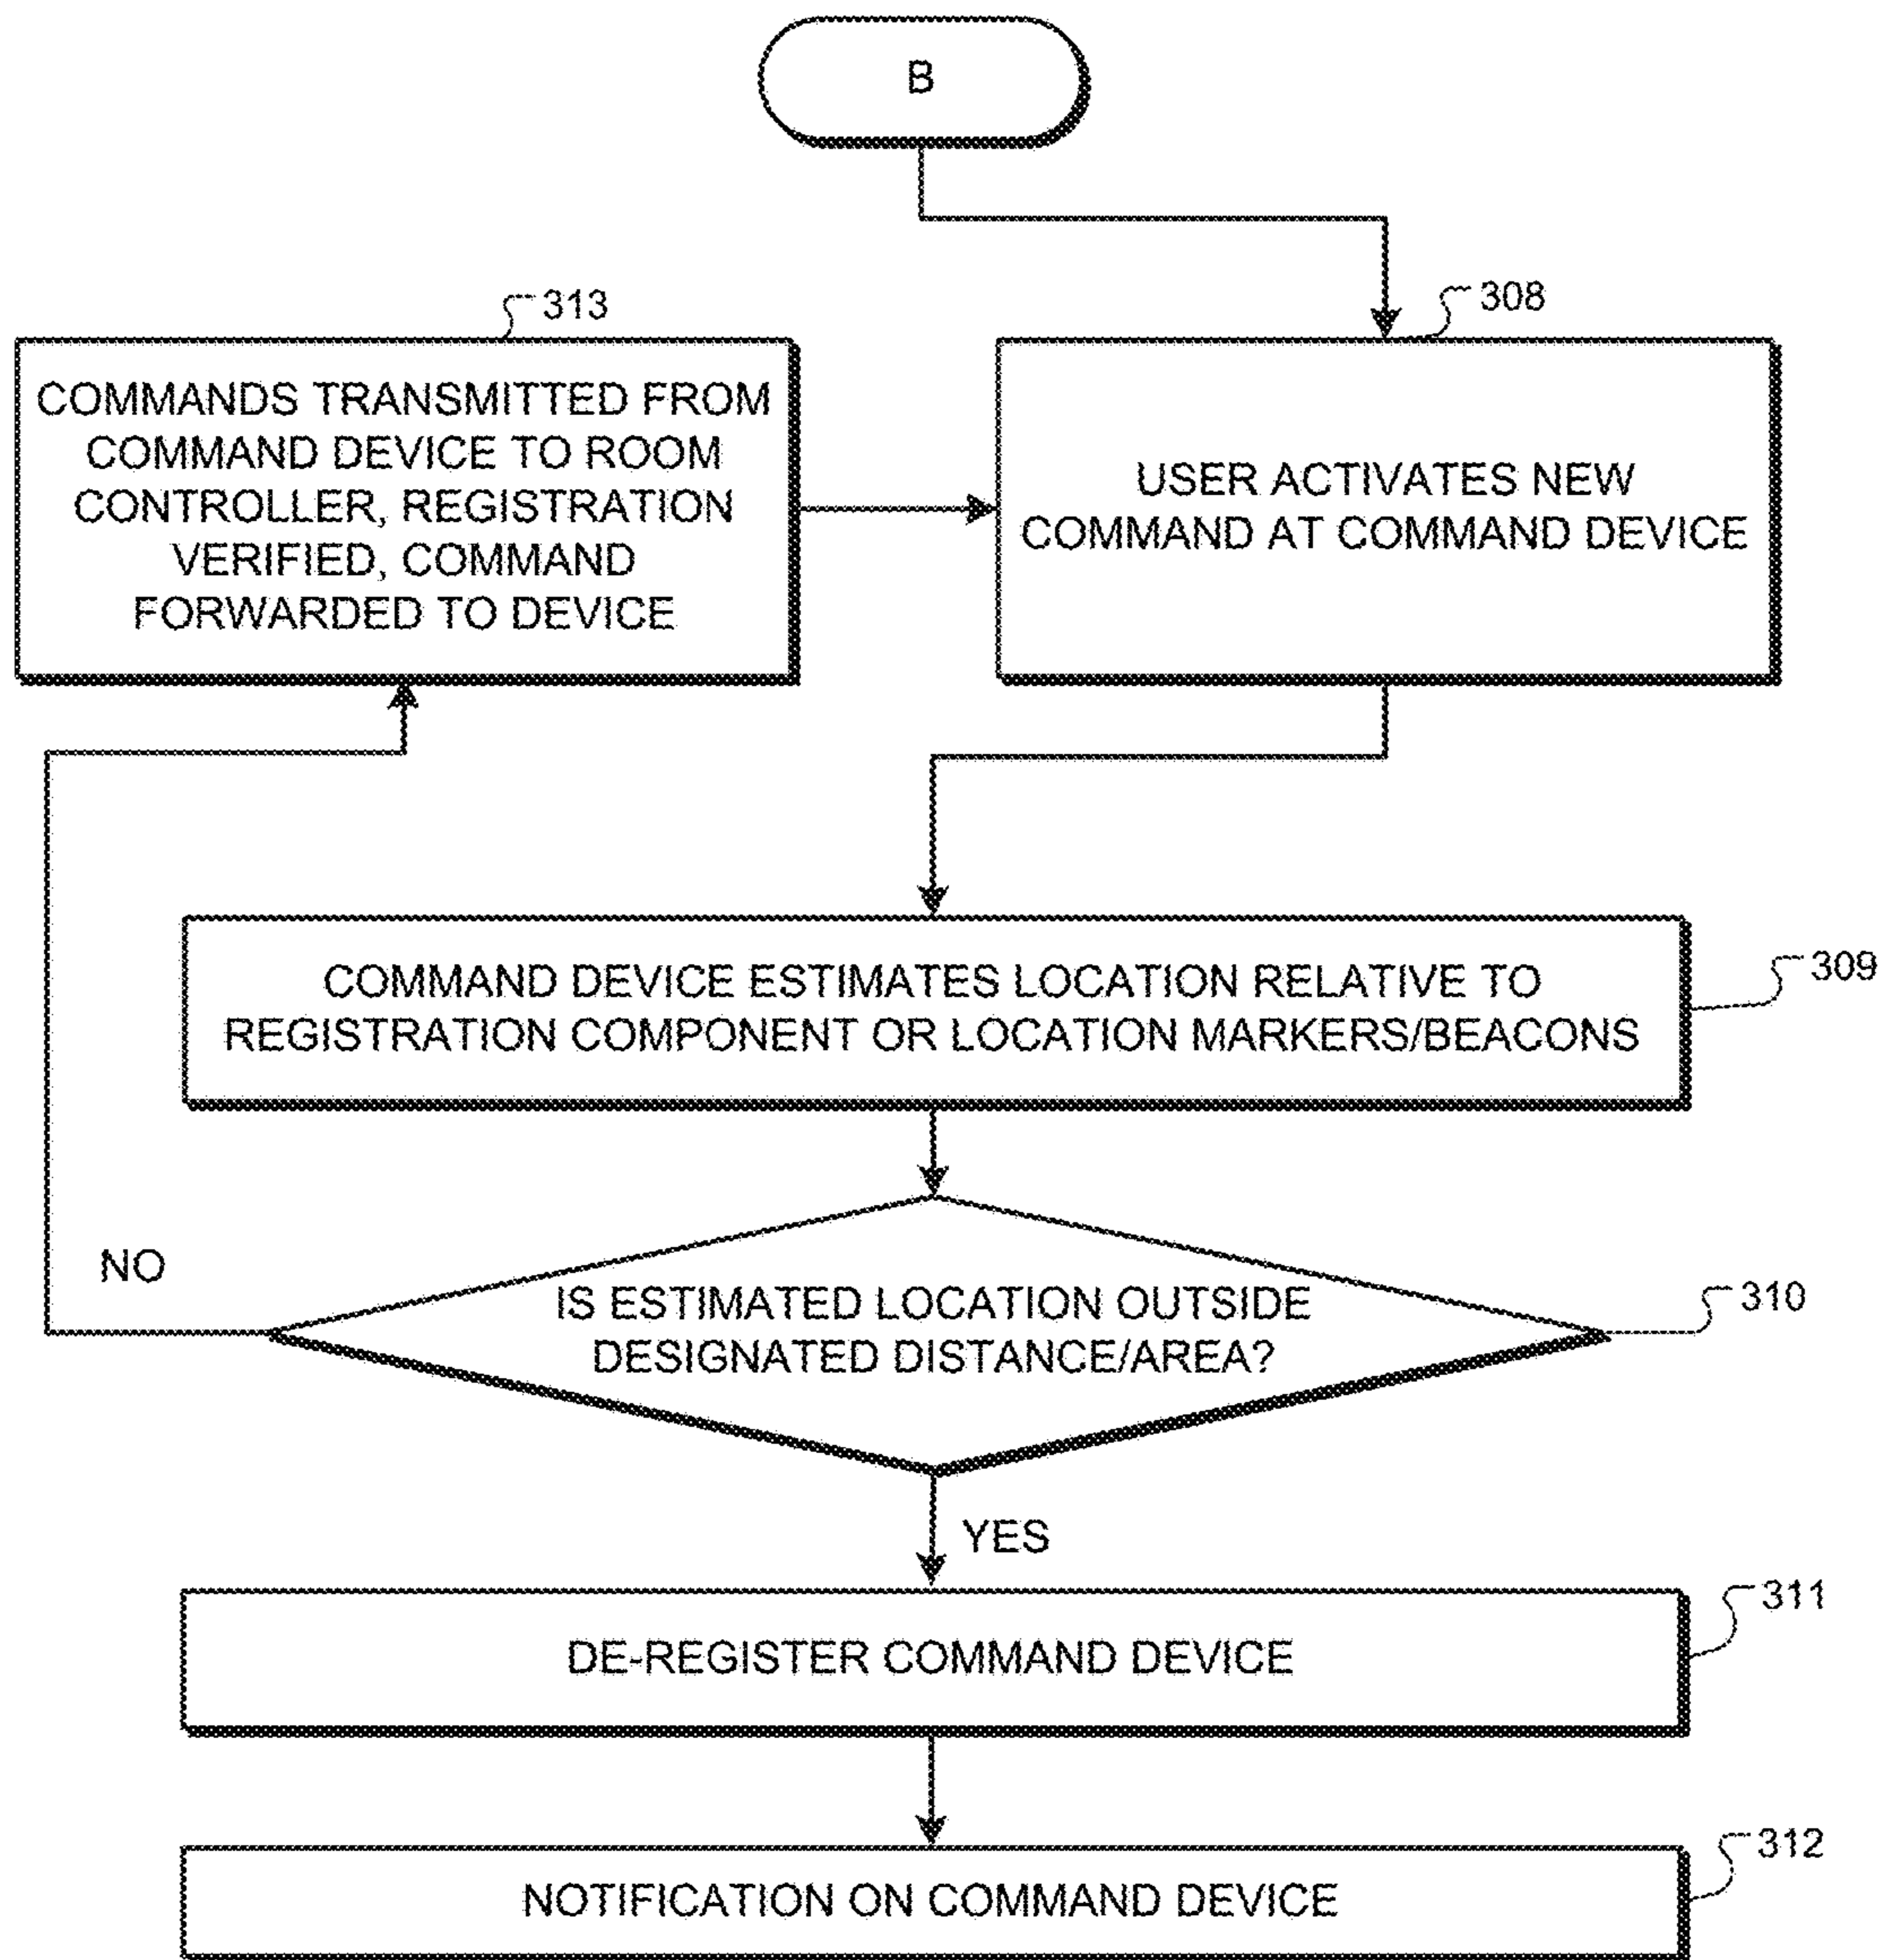 B
313
COMMANDS TRANSMITTED FROM
COMMAND DEVICE TO ROOM
CONTROLLER, REGISTRATION
VERIFIED, COMMAND
FORWARDED TO DEVICE
308
USER ACTIVATES NEW
COMMAND AT COMMAND DEVICE
309
COMMAND DEVICE ESTIMATES LOCATION RELATIVE TO
REGISTRATION COMPONENT OR LOCATION MARKERS/BEACONS
NO
310
IS ESTIMATED LOCATION OUTSIDE
DESIGNATED DISTANCE/AREA?
YES
311
DE-REGISTER COMMAND DEVICE
312
NOTIFICATION ON COMMAND DEVICE